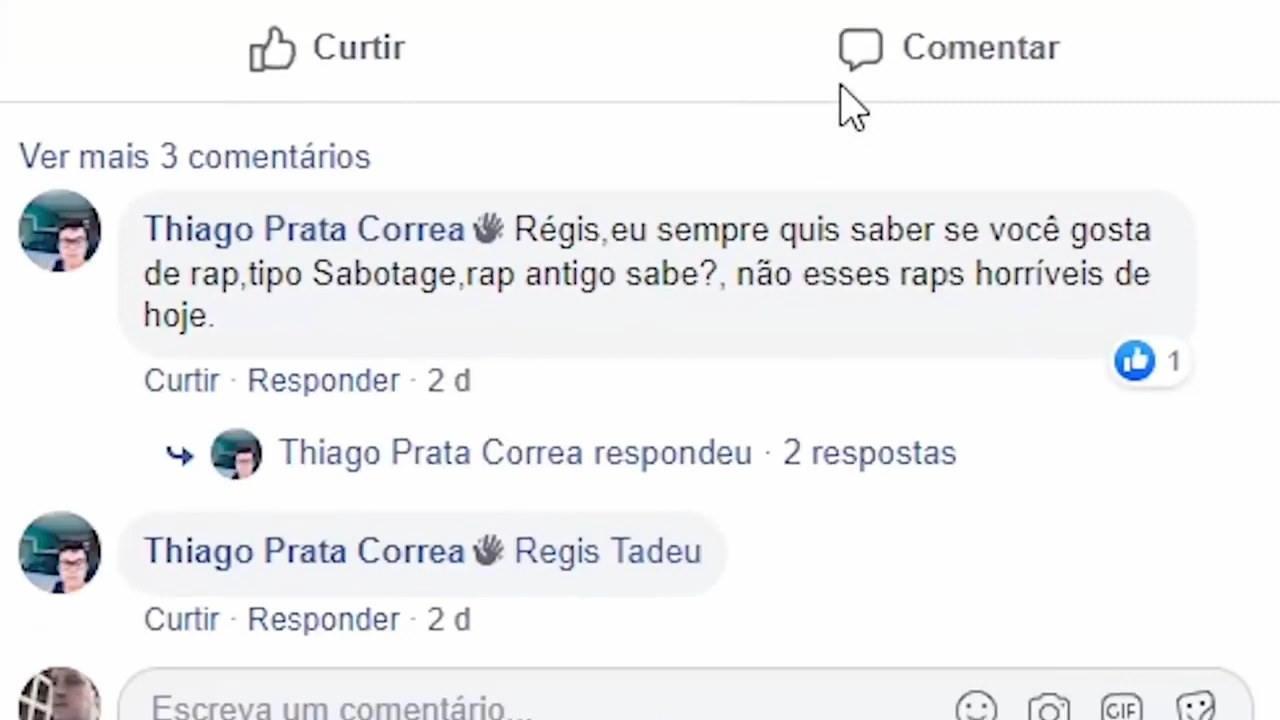 Curtir
Comentar
Ver mais 3 comentários
Thiago Prata Correa Régis,eu sempre quis saber se você gosta
de rap,tipo Sabotage,rap antigo sabe?, não esses raps horríveis de
hoje.
1
Curtir · Responder · 2 d
Thiago Prata Correa respondeu · 2 respostas
Thiago Prata Correa Regis Tadeu
Curtir · Responder · 2 d
Escreva um comentário...
GIF